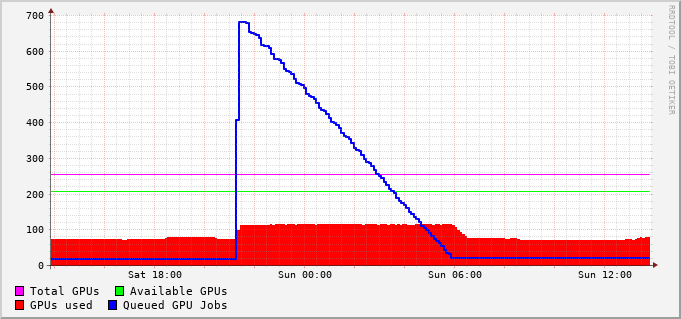 700
600
500
400
300
200
100
0
Sat 18:00 Sun 00:00 Sun 06:00 Sun 12:00
Total GPUs Available GPUs
GPUs used Queued GPU Jobs
RRDTOOL / TOBI OETIKER